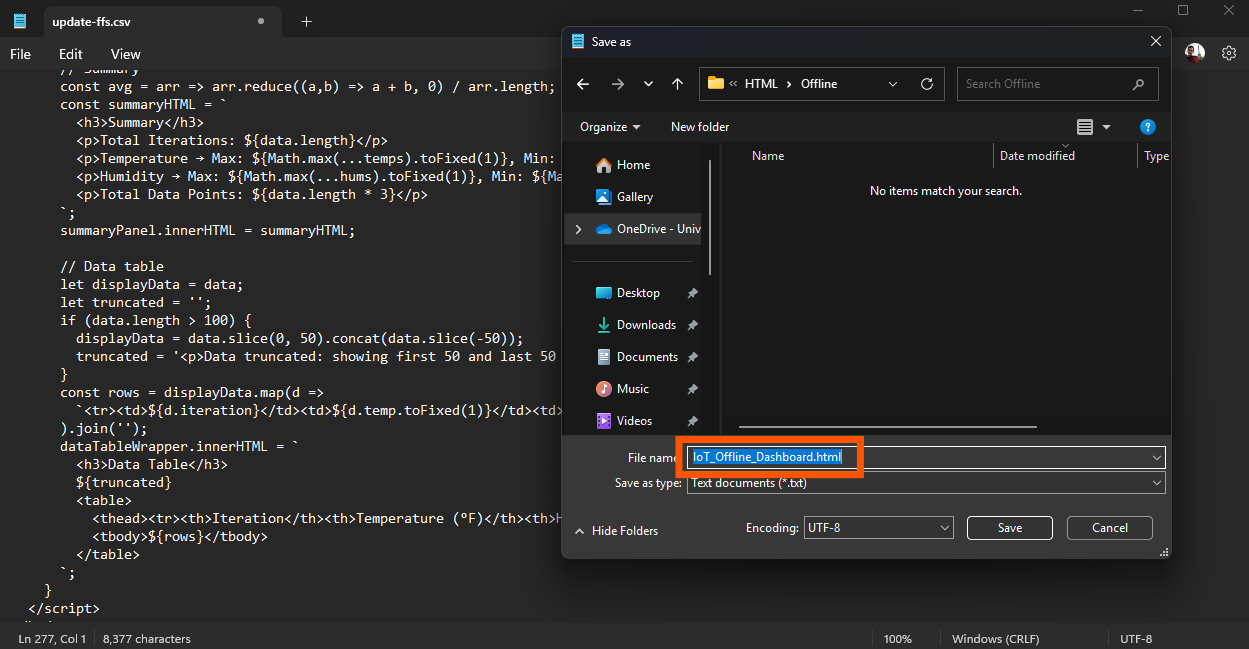 update-ffs.csv
File Edit View
// Summary
const avg = arr => arr.reduce((a,b) => a + b, 0) / arr.length;
const summaryHTML = `
<h3>Summary</h3>
<p>Total Iterations: ${data.length}</p>
<p>Temperature → Max: ${Math.max(...temps).toFixed(1)}, Min:
<p>Humidity → Max: ${Math.max(...hums).toFixed(1)}, Min: ${Ma
<p>Total Data Points: ${data.length * 3}</p>
`;
summaryPanel.innerHTML = summaryHTML;
// Data table
let displayData = data;
let truncated = '';
if (data.length > 100) {
displayData = data.slice(0, 50).concat(data.slice(-50));
truncated = '<p>Data truncated: showing first 50 and last 50
}
const rows = displayData.map(d =>
`<tr><td>${d.iteration}</td><td>${d.temp.toFixed(1)}</td><td>
).join('');
dataTableWrapper.innerHTML = `
<h3>Data Table</h3>
${truncated}
<table>
<thead><tr><th>Iteration</th><th>Temperature (°F)</th><th>H
<tbody>${rows}</tbody>
</table>
`;
}
</script>
Save as
« HTML › Offline
Search Offline
Organize
New folder
Home
Gallery
OneDrive - Univ
Desktop
Downloads
Documents
Music
Videos
Name Date modified Type
No items match your search.
File name
IoT_Offline_Dashboard.html
Save as type: Text documents (*.txt)
Hide Folders
Encoding: UTF-8
Save
Cancel
Ln 277, Col 1 8,377 characters 100% Windows (CRLF) UTF-8